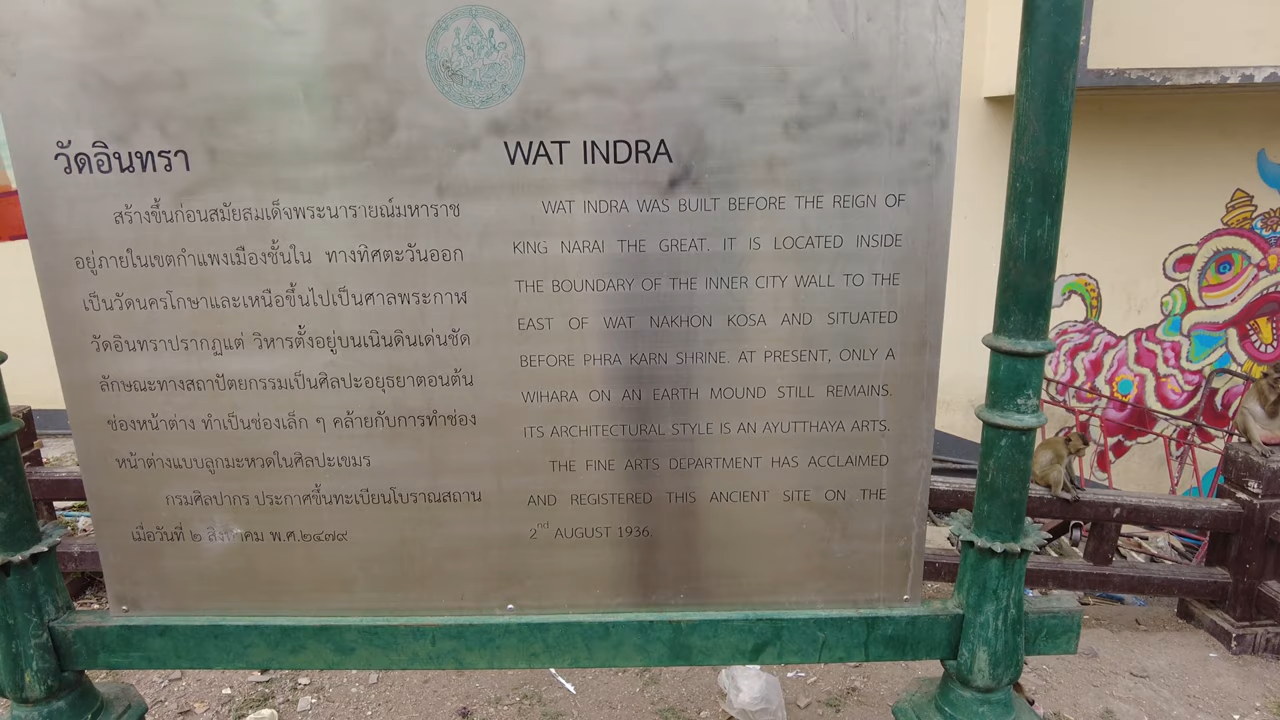 วัดอินทรา
สร้างขึ้นก่อนสมัยสมเด็จพระนารายณ์มหาราช
อยู่ภายในเขตกำแพงเมืองชั้นใน ทางทิศตะวันออก
เป็นวัดนครโกษาและเหนือขึ้นไปเป็นศาลพระกาฬ
วัดอินทราปรากฏแต่ วิหารตั้งอยู่บนเนินดินเด่นชัด
ลักษณะทางสถาปัตยกรรมเป็นศิลปะอยุธยาตอนต้น
ช่องหน้าต่าง ทำเป็นช่องเล็ก ๆ คล้ายกับการทำช่อง
หน้าต่างแบบลูกมะหวดในศิลปะเขมร
กรมศิลปากร ประกาศขึ้นทะเบียนโบราณสถาน
เมื่อวันที่ ๒ สิงหาคม พ.ศ.๒๔๗๙
WAT INDRA
WAT INDRA WAS BUILT BEFORE THE REIGN OF
KING NARAI THE GREAT. IT IS LOCATED INSIDE
THE BOUNDARY OF THE INNER CITY WALL TO THE
EAST OF WAT NAKHON KOSA AND SITUATED
BEFORE PHRA KARN SHRINE. AT PRESENT, ONLY A
WIHARA ON AN EARTH MOUND STILL REMAINS.
ITS ARCHITECTURAL STYLE IS AN AYUTTHAYA ARTS.
THE FINE ARTS DEPARTMENT HAS ACCLAIMED
AND REGISTERED THIS ANCIENT SITE ON THE
2nd AUGUST 1936.